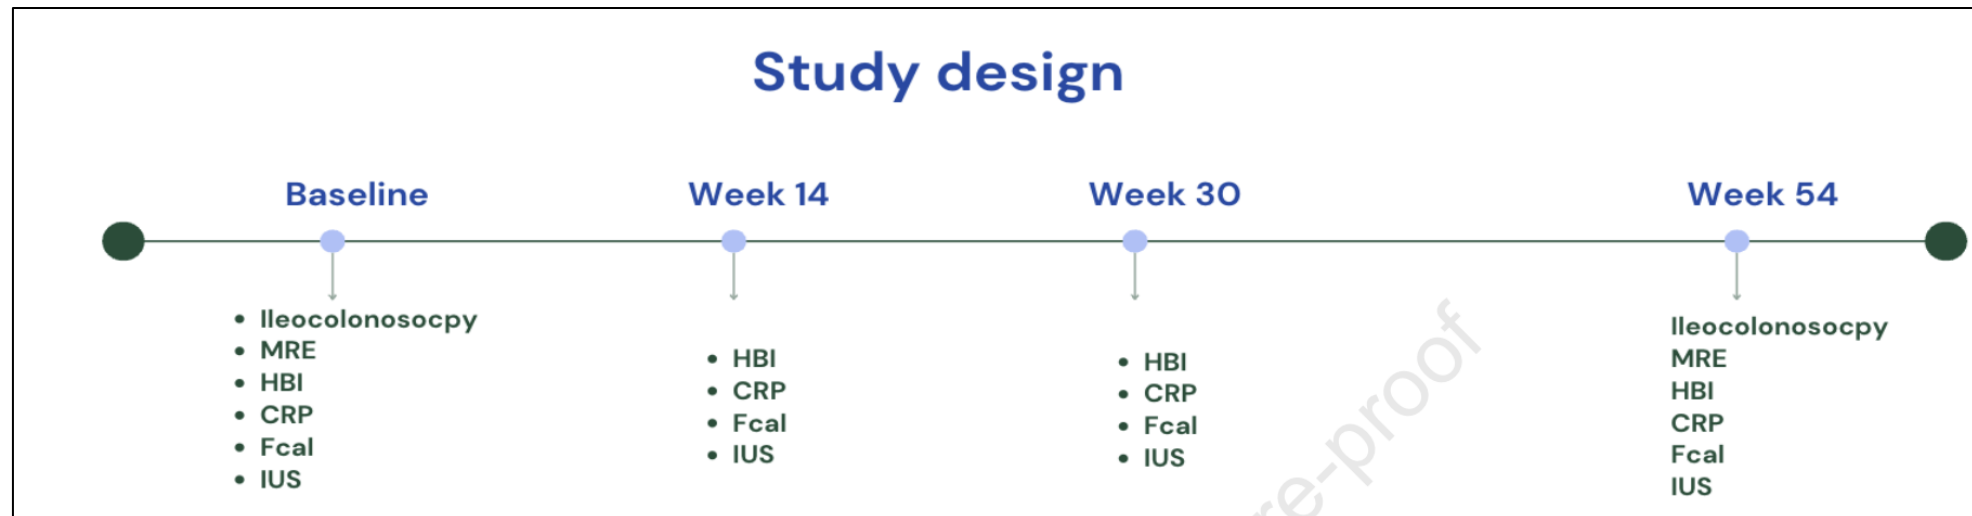 Study design
Baseline
Week 14
Week 30
Week 54
• Ileocolonosocpy
• MRE
• HBI
• CRP
• Fcal
• IUS
• HBI
• CRP
• Fcal
• IUS
• HBI
• CRP
• Fcal
• IUS
Ileocolonosocpy
MRE
HBI
CRP
Fcal
IUS
re-proof